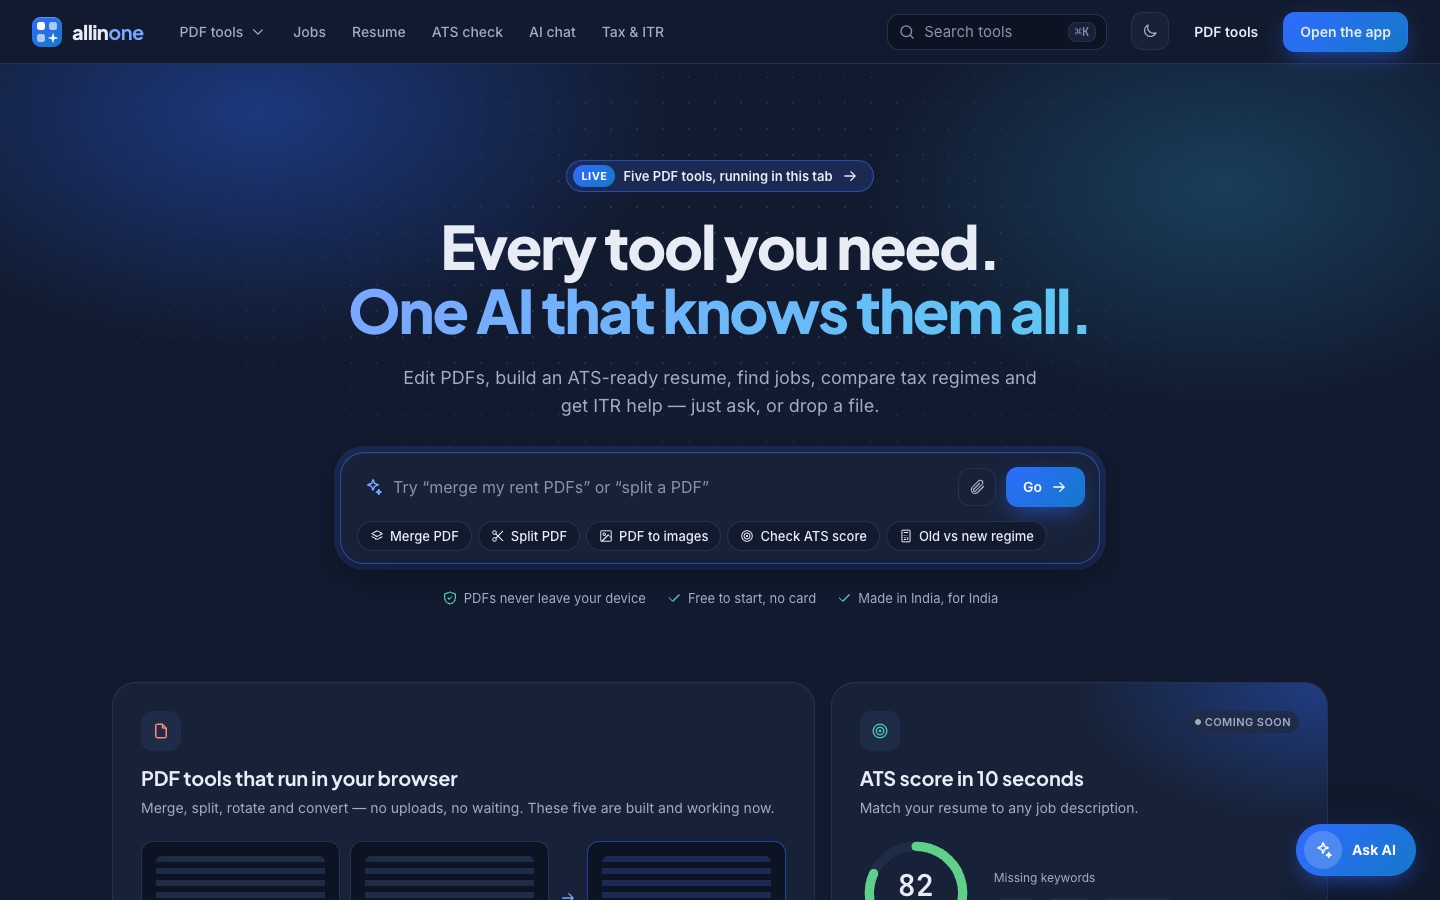 allinone
PDF tools
Jobs
Resume
ATS check
AI chat
Tax & ITR
Search tools
⌘K
PDF tools
Open the app
LIVE Five PDF tools, running in this tab
Every tool you need.
One AI that knows them all.
Edit PDFs, build an ATS-ready resume, find jobs, compare tax regimes and
get ITR help — just ask, or drop a file.
Try “merge my rent PDFs” or “split a PDF”
Go
Merge PDF
Split PDF
PDF to images
Check ATS score
Old vs new regime
PDFs never leave your device
Free to start, no card
Made in India, for India
PDF tools that run in your browser
Merge, split, rotate and convert — no uploads, no waiting. These five are built and working now.
COMING SOON
ATS score in 10 seconds
Match your resume to any job description.
82
Missing keywords
Ask AI